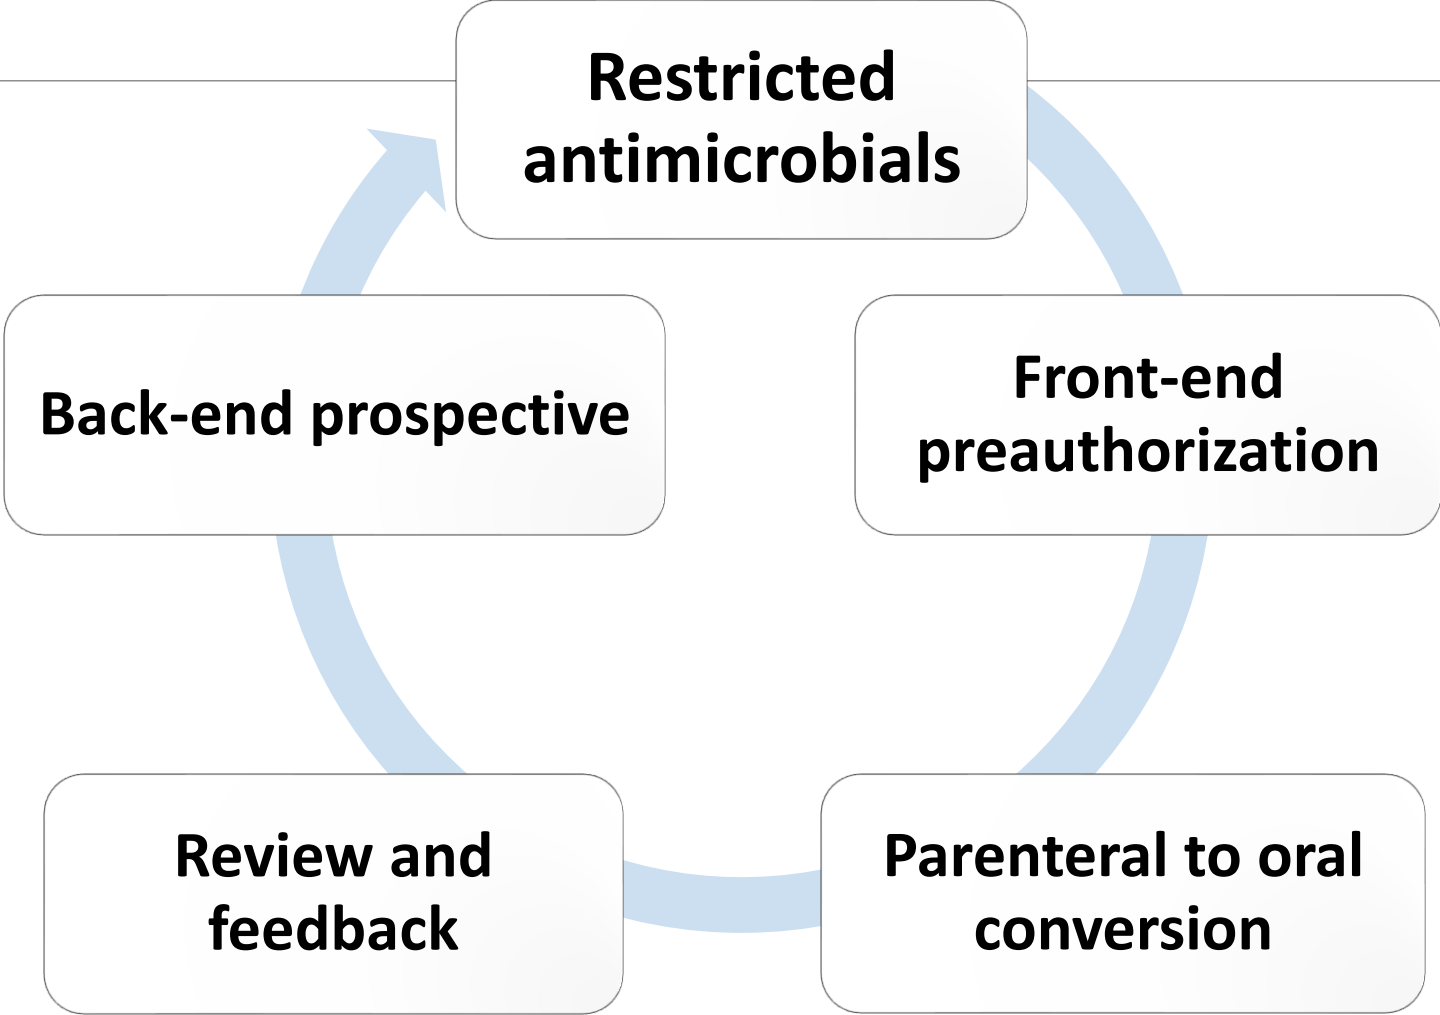 Restricted
antimicrobials
Front-end
preauthorization
Parenteral to oral
conversion
Review and
feedback
Back-end prospective